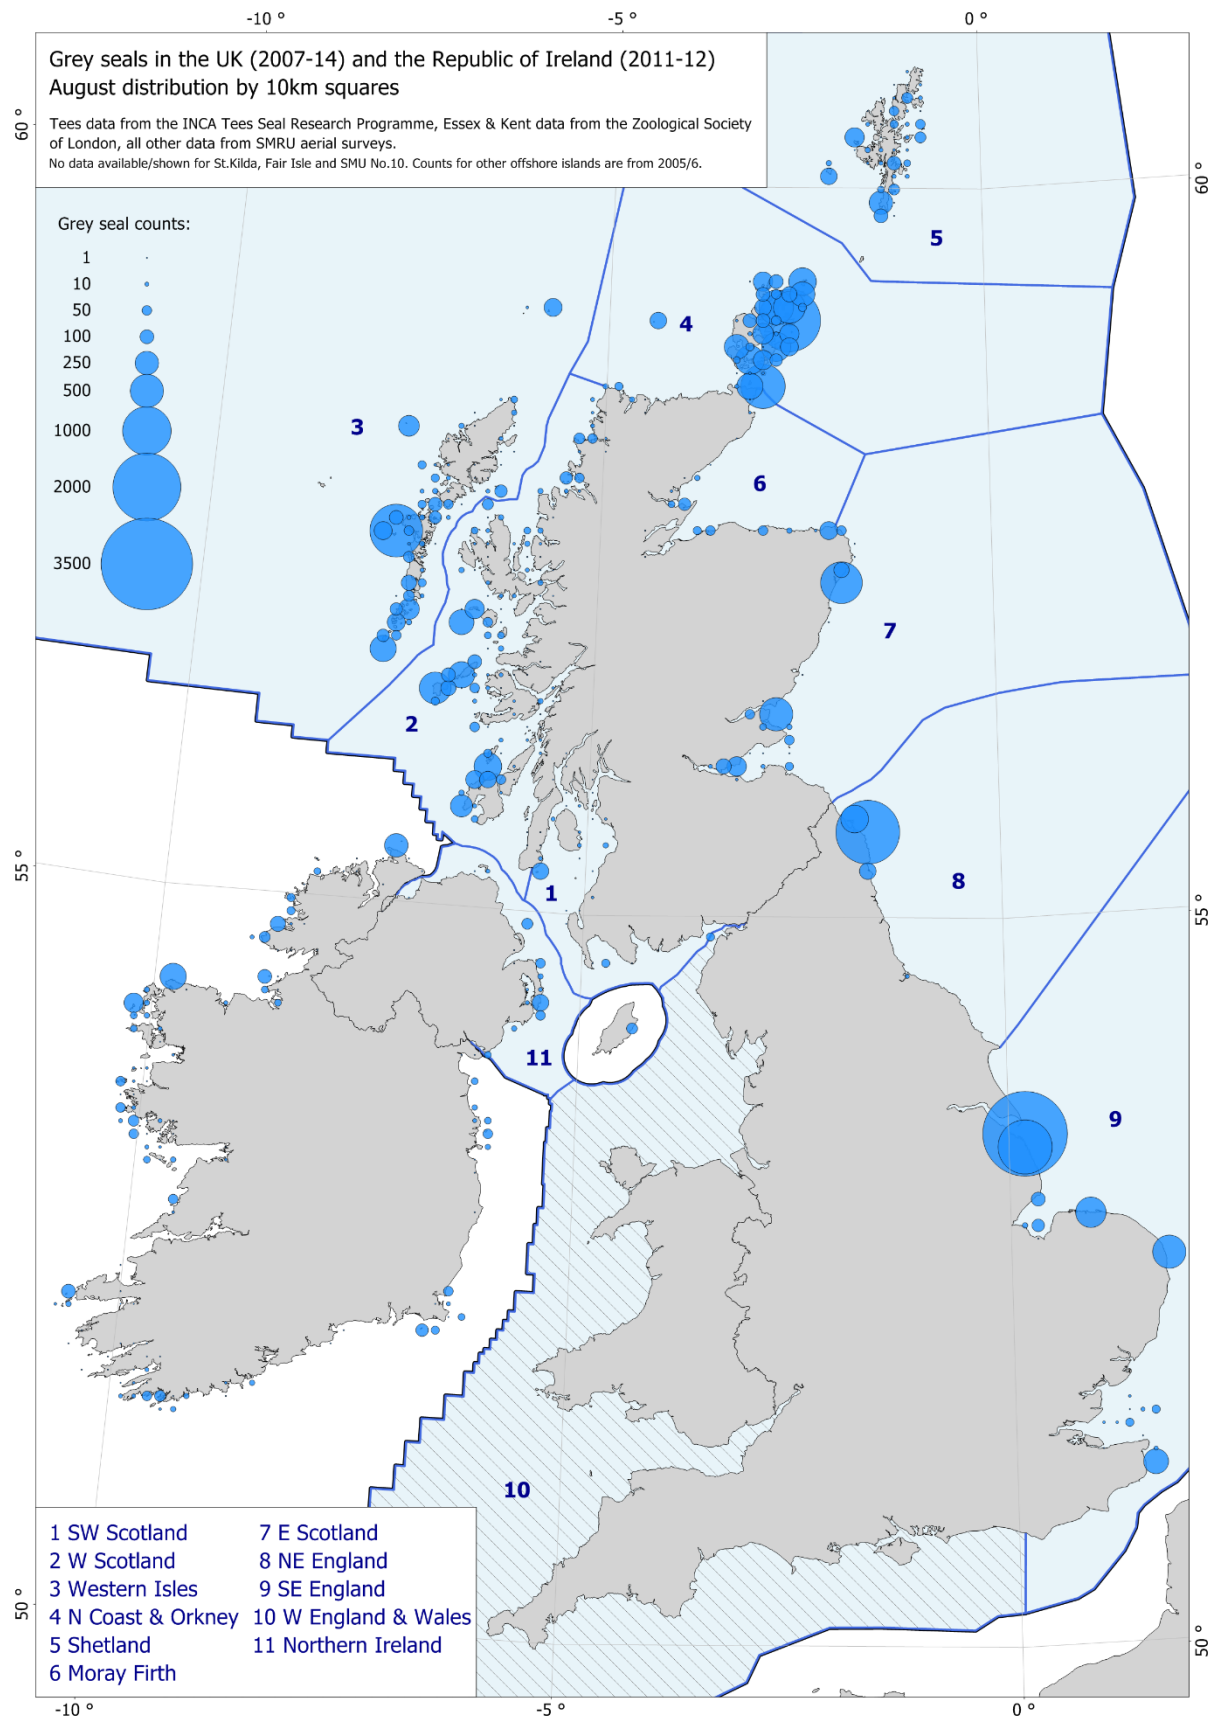 -10 ° -5 ° 0 °
Grey seals in the UK (2007-14) and the Republic of Ireland (2011-12)
August distribution by 10km squares
Tees data from the INCA Tees Seal Research Programme, Essex & Kent data from the Zoological Society
of London, all other data from SMRU aerial surveys.
No data available/shown for St.Kilda, Fair Isle and SMU No.10. Counts for other offshore islands are from 2005/6.
60 °
60 °
Grey seal counts:
1
10
50
100
250
500
1000
2000
3500
5
4
3
6
7
2
8
1
11
9
10
55 °
55 °
50 °
50 °
1 SW Scotland
2 W Scotland
3 Western Isles
4 N Coast & Orkney
5 Shetland
6 Moray Firth
7 E Scotland
8 NE England
9 SE England
10 W England & Wales
11 Northern Ireland
-10 ° -5 ° 0 °